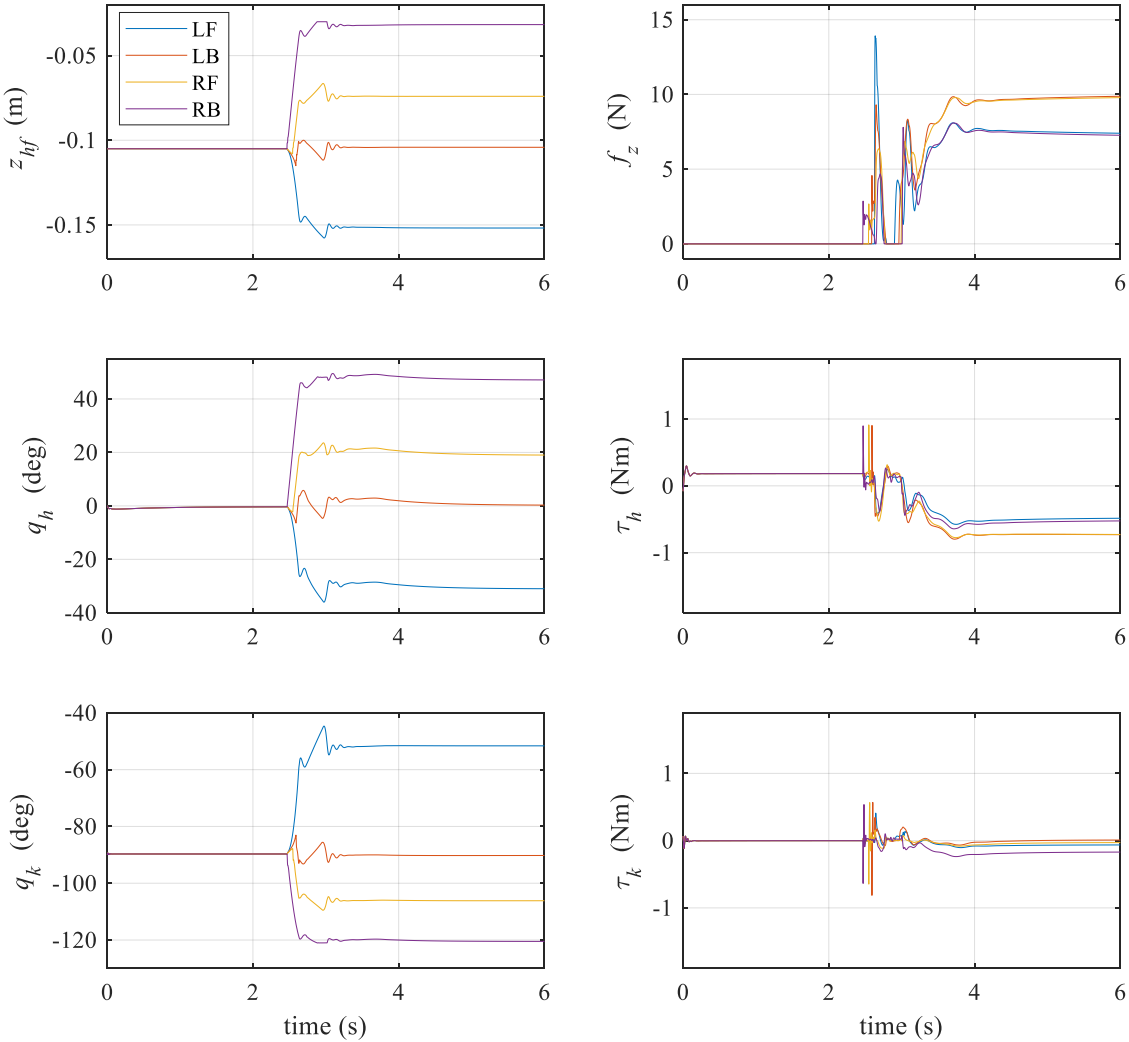 LF
LB
RF
RB
-0.05
-0.1
-0.15
z_hf (m)
0 2 4 6
15
10
5
0
f_z (N)
0 2 4 6
40
20
0
-20
-40
q_h (deg)
0 2 4 6
1
0
-1
τ_h (Nm)
0 2 4 6
-40
-60
-80
-100
-120
q_k (deg)
0 2 4 6
time (s)
1
0
-1
τ_k (Nm)
0 2 4 6
time (s)